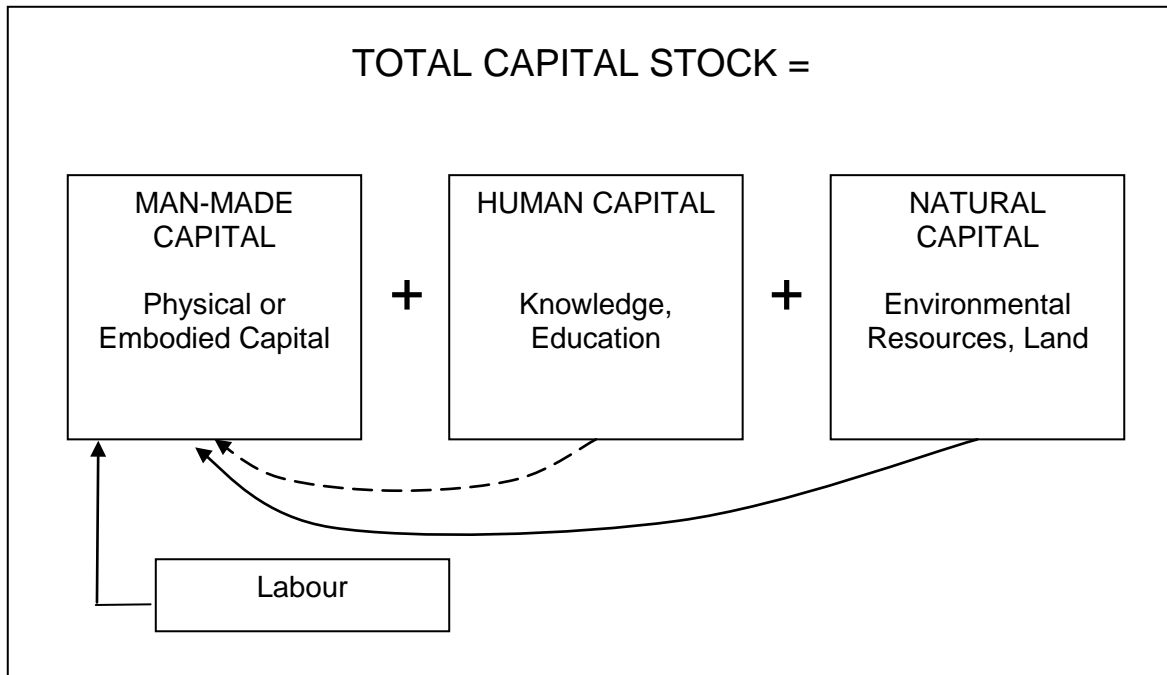 TOTAL CAPITAL STOCK =
MAN-MADE
CAPITAL
Physical or
Embodied Capital
+
HUMAN CAPITAL
Knowledge,
Education
+
NATURAL
CAPITAL
Environmental
Resources, Land
Labour